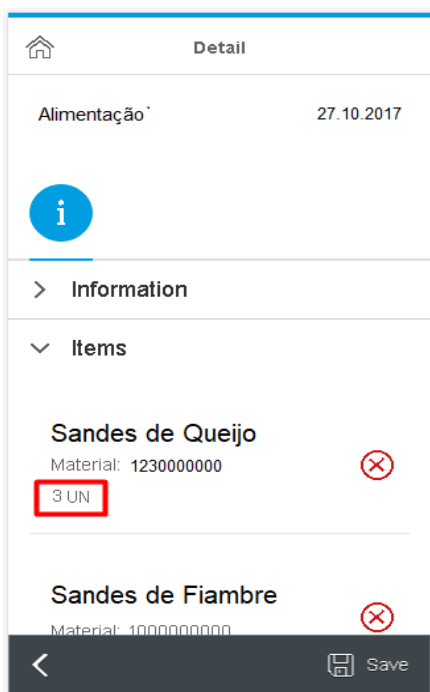 Detail
Alimentação 27.10.2017
i
Information
Items
Sandes de Queijo
Material: 1230000000
3 UN
Sandes de Fiambre
Material: 1000000000
Save